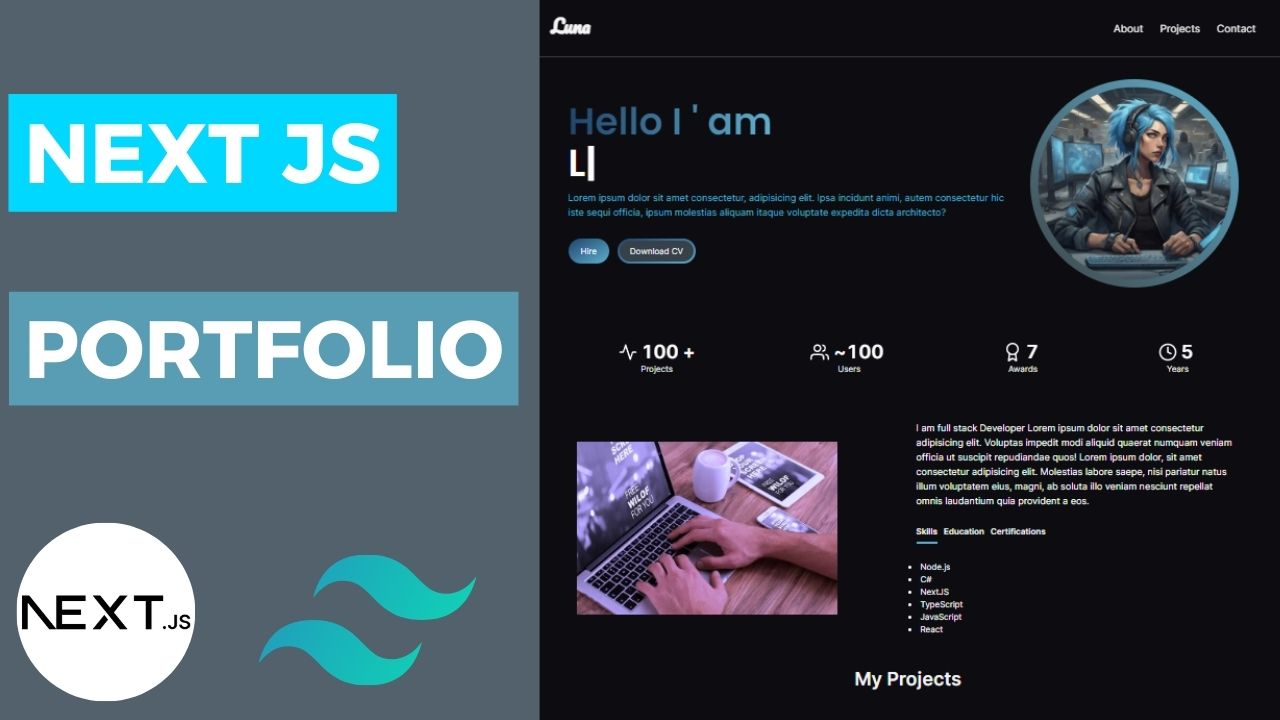 NEXT JS
PORTFOLIO
NEXT.JS
Luna
About Projects Contact
Hello I ' am
L|
Lorem ipsum dolor sit amet consectetur, adipisicing elit. Ipsa incidunt animi, autem consectetur hic
iste sequi officia, ipsum molestias aliquam itaque voluptate expedita dicta architecto?
Hire Download CV
100 + ~100 7 5
Projects Users Awards Years
SCREEN
HERE
FREE
WILOF
FOR YOU
I am full stack Developer Lorem ipsum dolor sit amet consectetur
adipisicing elit. Voluptas impedit modi aliquid quaerat numquam veniam
officia ut suscipit repudiandae quos! Lorem ipsum dolor, sit amet
consectetur adipisicing elit. Molestias labore saepe, nisi pariatur natus
illum voluptatem eius, magni, ab soluta illo veniam nesciunt repellat
omnis laudantium quia provident a eos.
Skills Education Certifications
Node.js
C#
NextJS
TypeScript
JavaScript
React
My Projects